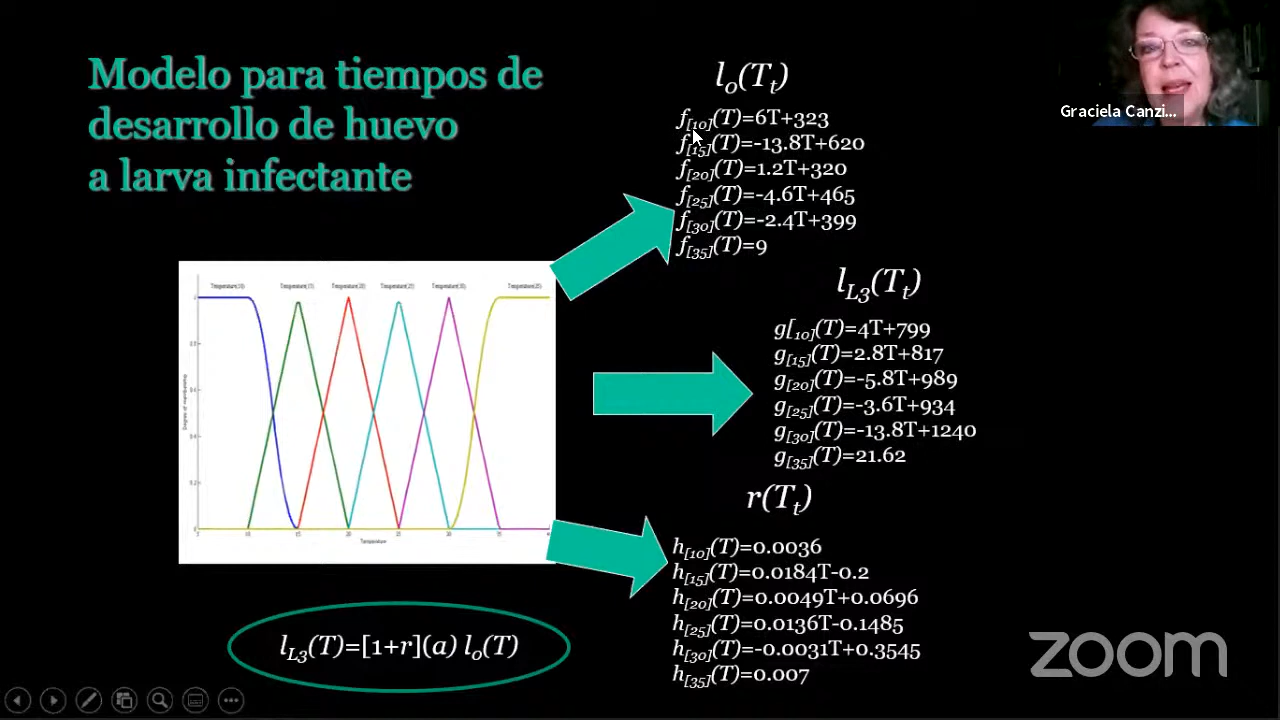 Modelo para tiempos de
desarrollo de huevo
a larva infectante
Graciela Canzi...
l₀(Tₜ)
f[10](T)=6T+323
f[15](T)=-13.8T+620
f[20](T)=1.2T+320
f[25](T)=-4.6T+465
f[30](T)=-2.4T+399
f[35](T)=9
l_L3(Tₜ)
g[10](T)=4T+799
g[15](T)=2.8T+817
g[20](T)=-5.8T+989
g[25](T)=-3.6T+934
g[30](T)=-13.8T+1240
g[35](T)=21.62
r(Tₜ)
h[10](T)=0.0036
h[15](T)=0.0184T-0.2
h[20](T)=0.0049T+0.0696
h[25](T)=0.0136T-0.1485
h[30](T)=-0.0031T+0.3545
h[35](T)=0.007
l_L3(T)=[1+r](a) l₀(T)
zoom